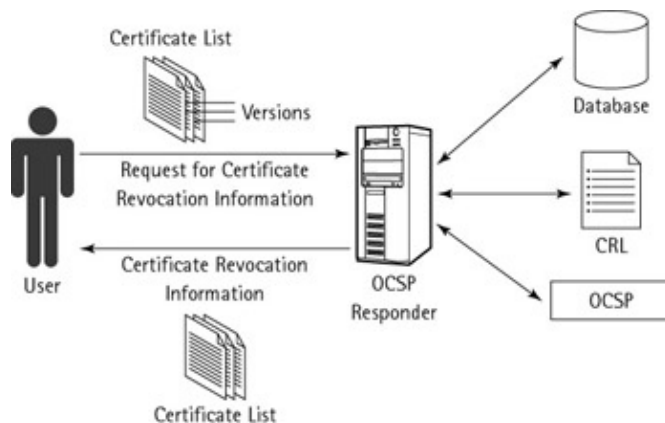 Certificate List
Versions
Database
Request for Certificate
Revocation Information
CRL
User
Certificate Revocation
Information
OCSP
Responder
OCSP
Certificate List